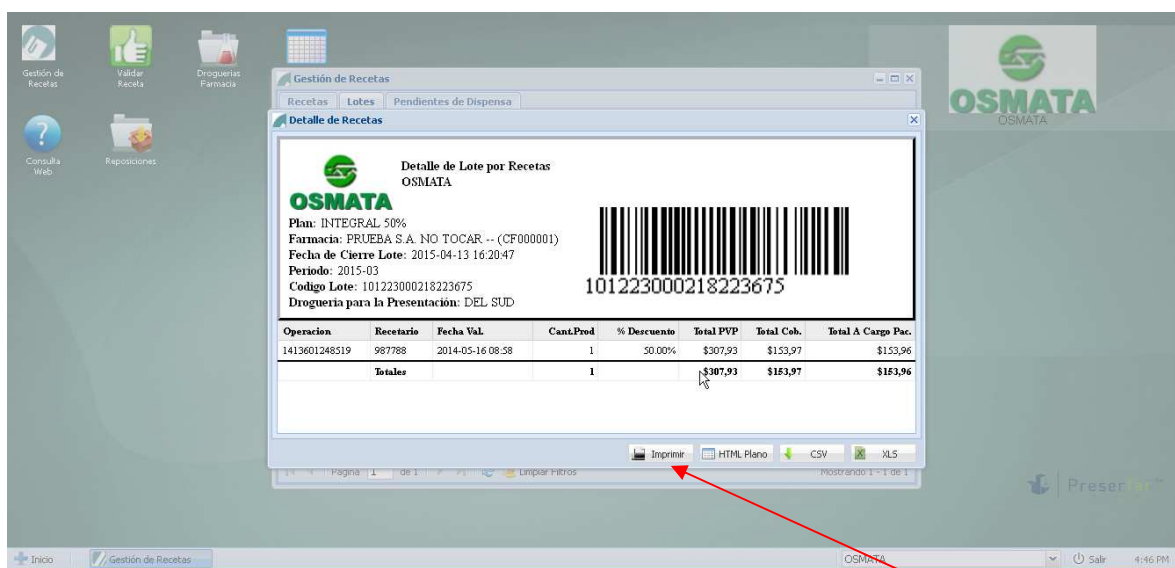 Gestión de
Recetas
Validar
Receta
Droguerias
Farmacia
Consulta
Web
Reposiciones
OSMATA
OSMATA
Gestión de Recetas
Recetas Lotes Pendientes de Dispensa
Detalle de Recetas
OSMATA
Detalle de Lote por Recetas
OSMATA
Plan: INTEGRAL 50%
Farmacia: PRUEBA S.A. NO TOCAR -- (CF000001)
Fecha de Cierre Lote: 2015-04-13 16:20:47
Periodo: 2015-03
Codigo Lote: 101223000218223675
Drogueria para la Presentación: DEL SUD
101223000218223675
Operacion Recetario Fecha Val. Cant.Prod % Descuento Total PVP Total Cob. Total A Cargo Pac.
1413601248519 987788 2014-05-16 08:58 1 50.00% $307,93 $153,97 $153,96
Totales 1 $307,93 $153,97 $153,96
Imprimir HTML Plano CSV XLS
Página 1 de 1 Limpiar Filtros Mostrando 1 - 1 de 1
Inicio Gestión de Recetas OSMATA Salir 4:46 PM